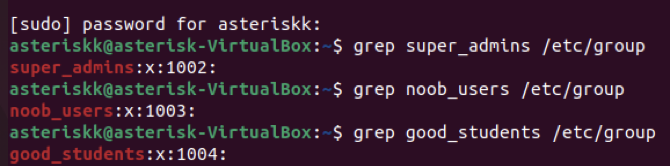 [sudo] password for asteriskk:
asteriskk@asterisk-VirtualBox:~$ grep super_admins /etc/group
super_admins:x:1002:
asteriskk@asterisk-VirtualBox:~$ grep noob_users /etc/group
noob_users:x:1003:
asteriskk@asterisk-VirtualBox:~$ grep good_students /etc/group
good_students:x:1004: